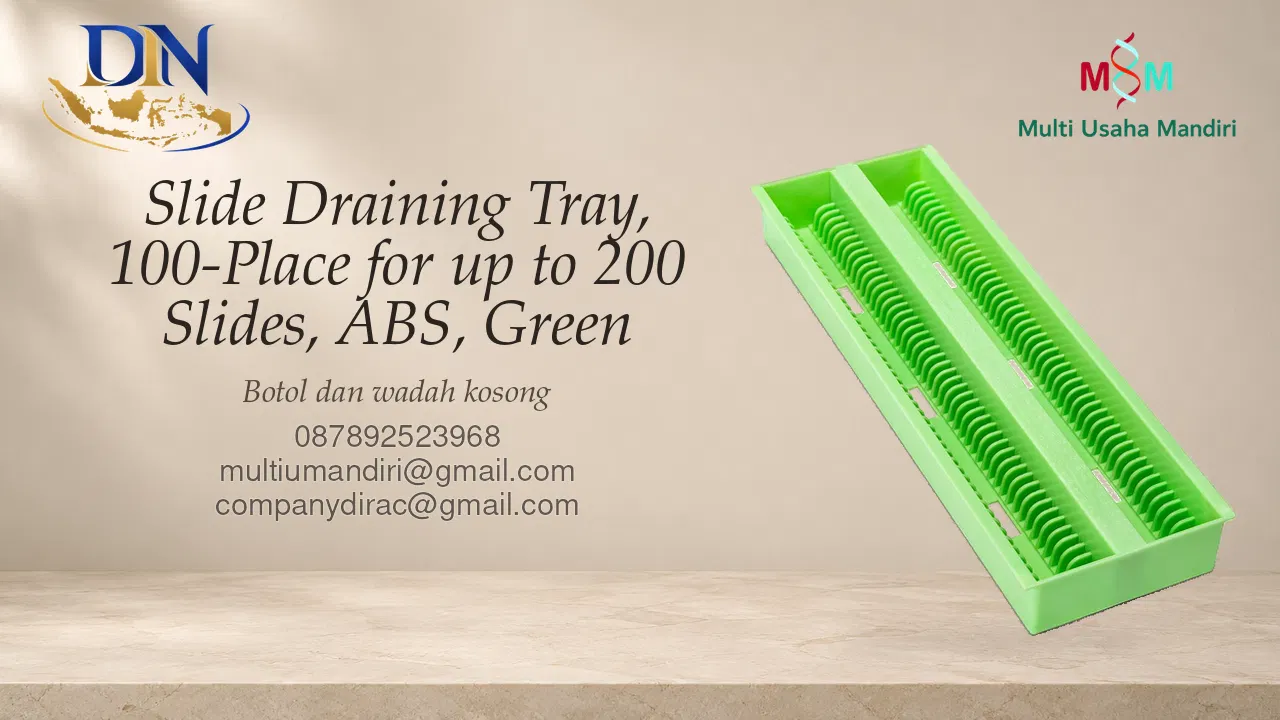 DN
M M
Multi Usaha Mandiri
Slide Draining Tray,
100-Place for up to 200
Slides, ABS, Green
Botol dan wadah kosong
087892523968
multiumandiri@gmail.com
companydirac@gmail.com